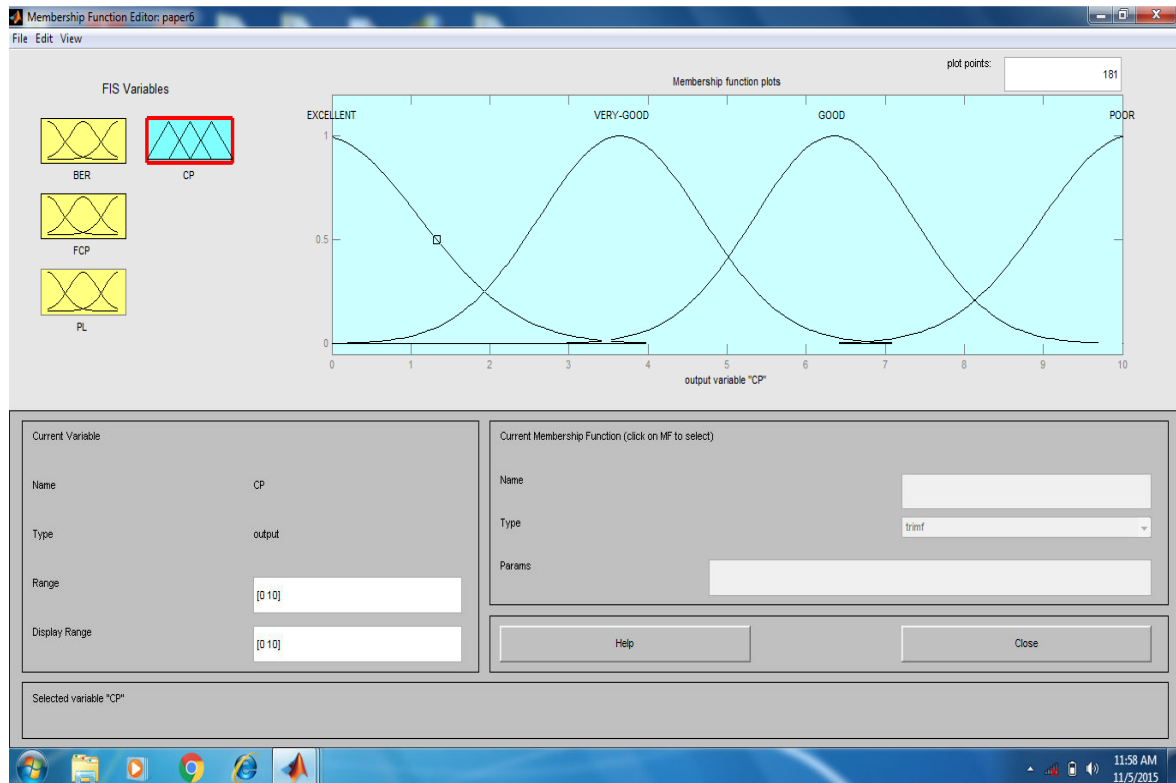 Membership Function Editor: paper6
File Edit View
FIS Variables
BER
CP
FCP
PL
plot points:
181
Membership function plots
EXCELLENT VERY-GOOD GOOD POOR
1
0.5
0
0 1 2 3 4 5 6 7 8 9 10
output variable "CP"
Current Variable
Name CP
Type output
Range [0 10]
Display Range [0 10]
Current Membership Function (click on MF to select)
Name
Type trimf
Params
Help Close
Selected variable "CP"
11:58 AM
11/5/2015